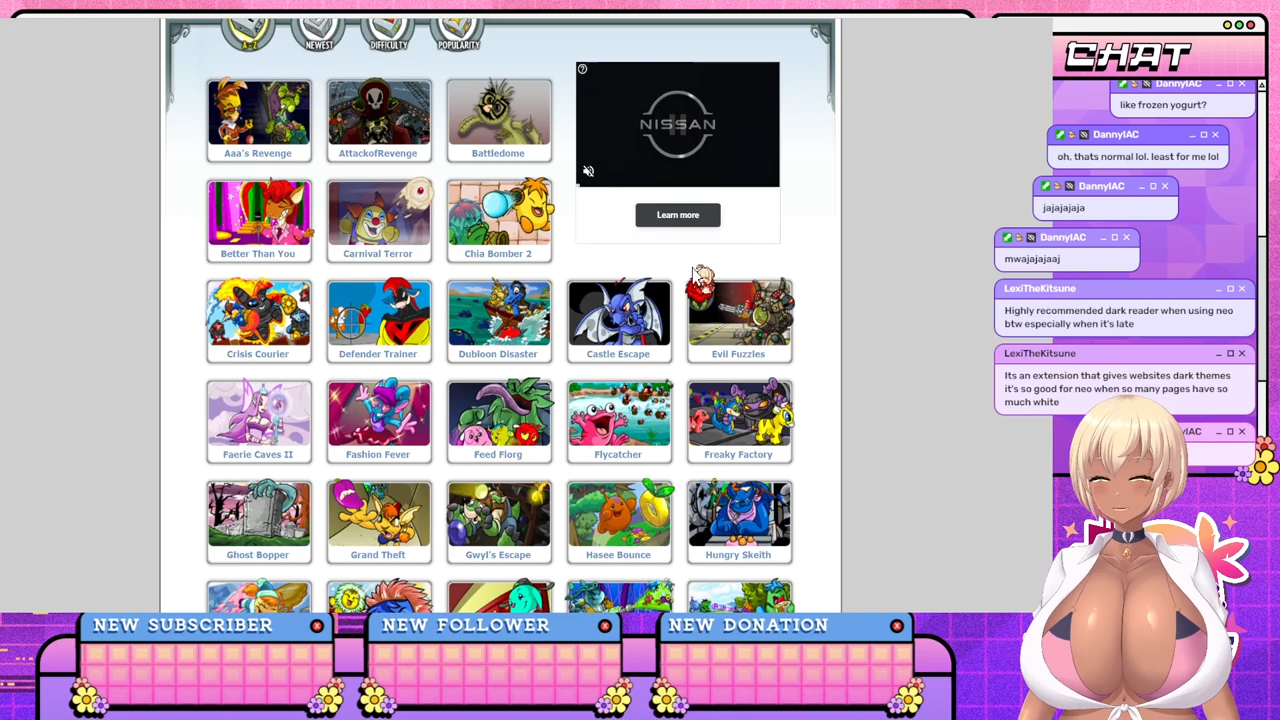 A-Z
NEWEST
DIFFICULTY
POPULARITY
Aaa's Revenge
AttackofRevenge
Battledome
NISSAN
Learn more
Better Than You
Carnival Terror
Chia Bomber 2
Crisis Courier
Defender Trainer
Dubloon Disaster
Castle Escape
Evil Fuzzles
Faerie Caves II
Fashion Fever
Feed Florg
Flycatcher
Freaky Factory
Ghost Bopper
Grand Theft
Gwyl's Escape
Hasee Bounce
Hungry Skeith
CHAT
DannyIAC
like frozen yogurt?
DannyIAC
oh, thats normal lol. least for me lol
DannyIAC
jajajajaja
DannyIAC
mwajajajaaj
LexiTheKitsune
Highly recommended dark reader when using neo
btw especially when it's late
LexiTheKitsune
Its an extension that gives websites dark themes
it's so good for neo when so many pages have so
much white
IAC
NEW SUBSCRIBER
NEW FOLLOWER
NEW DONATION